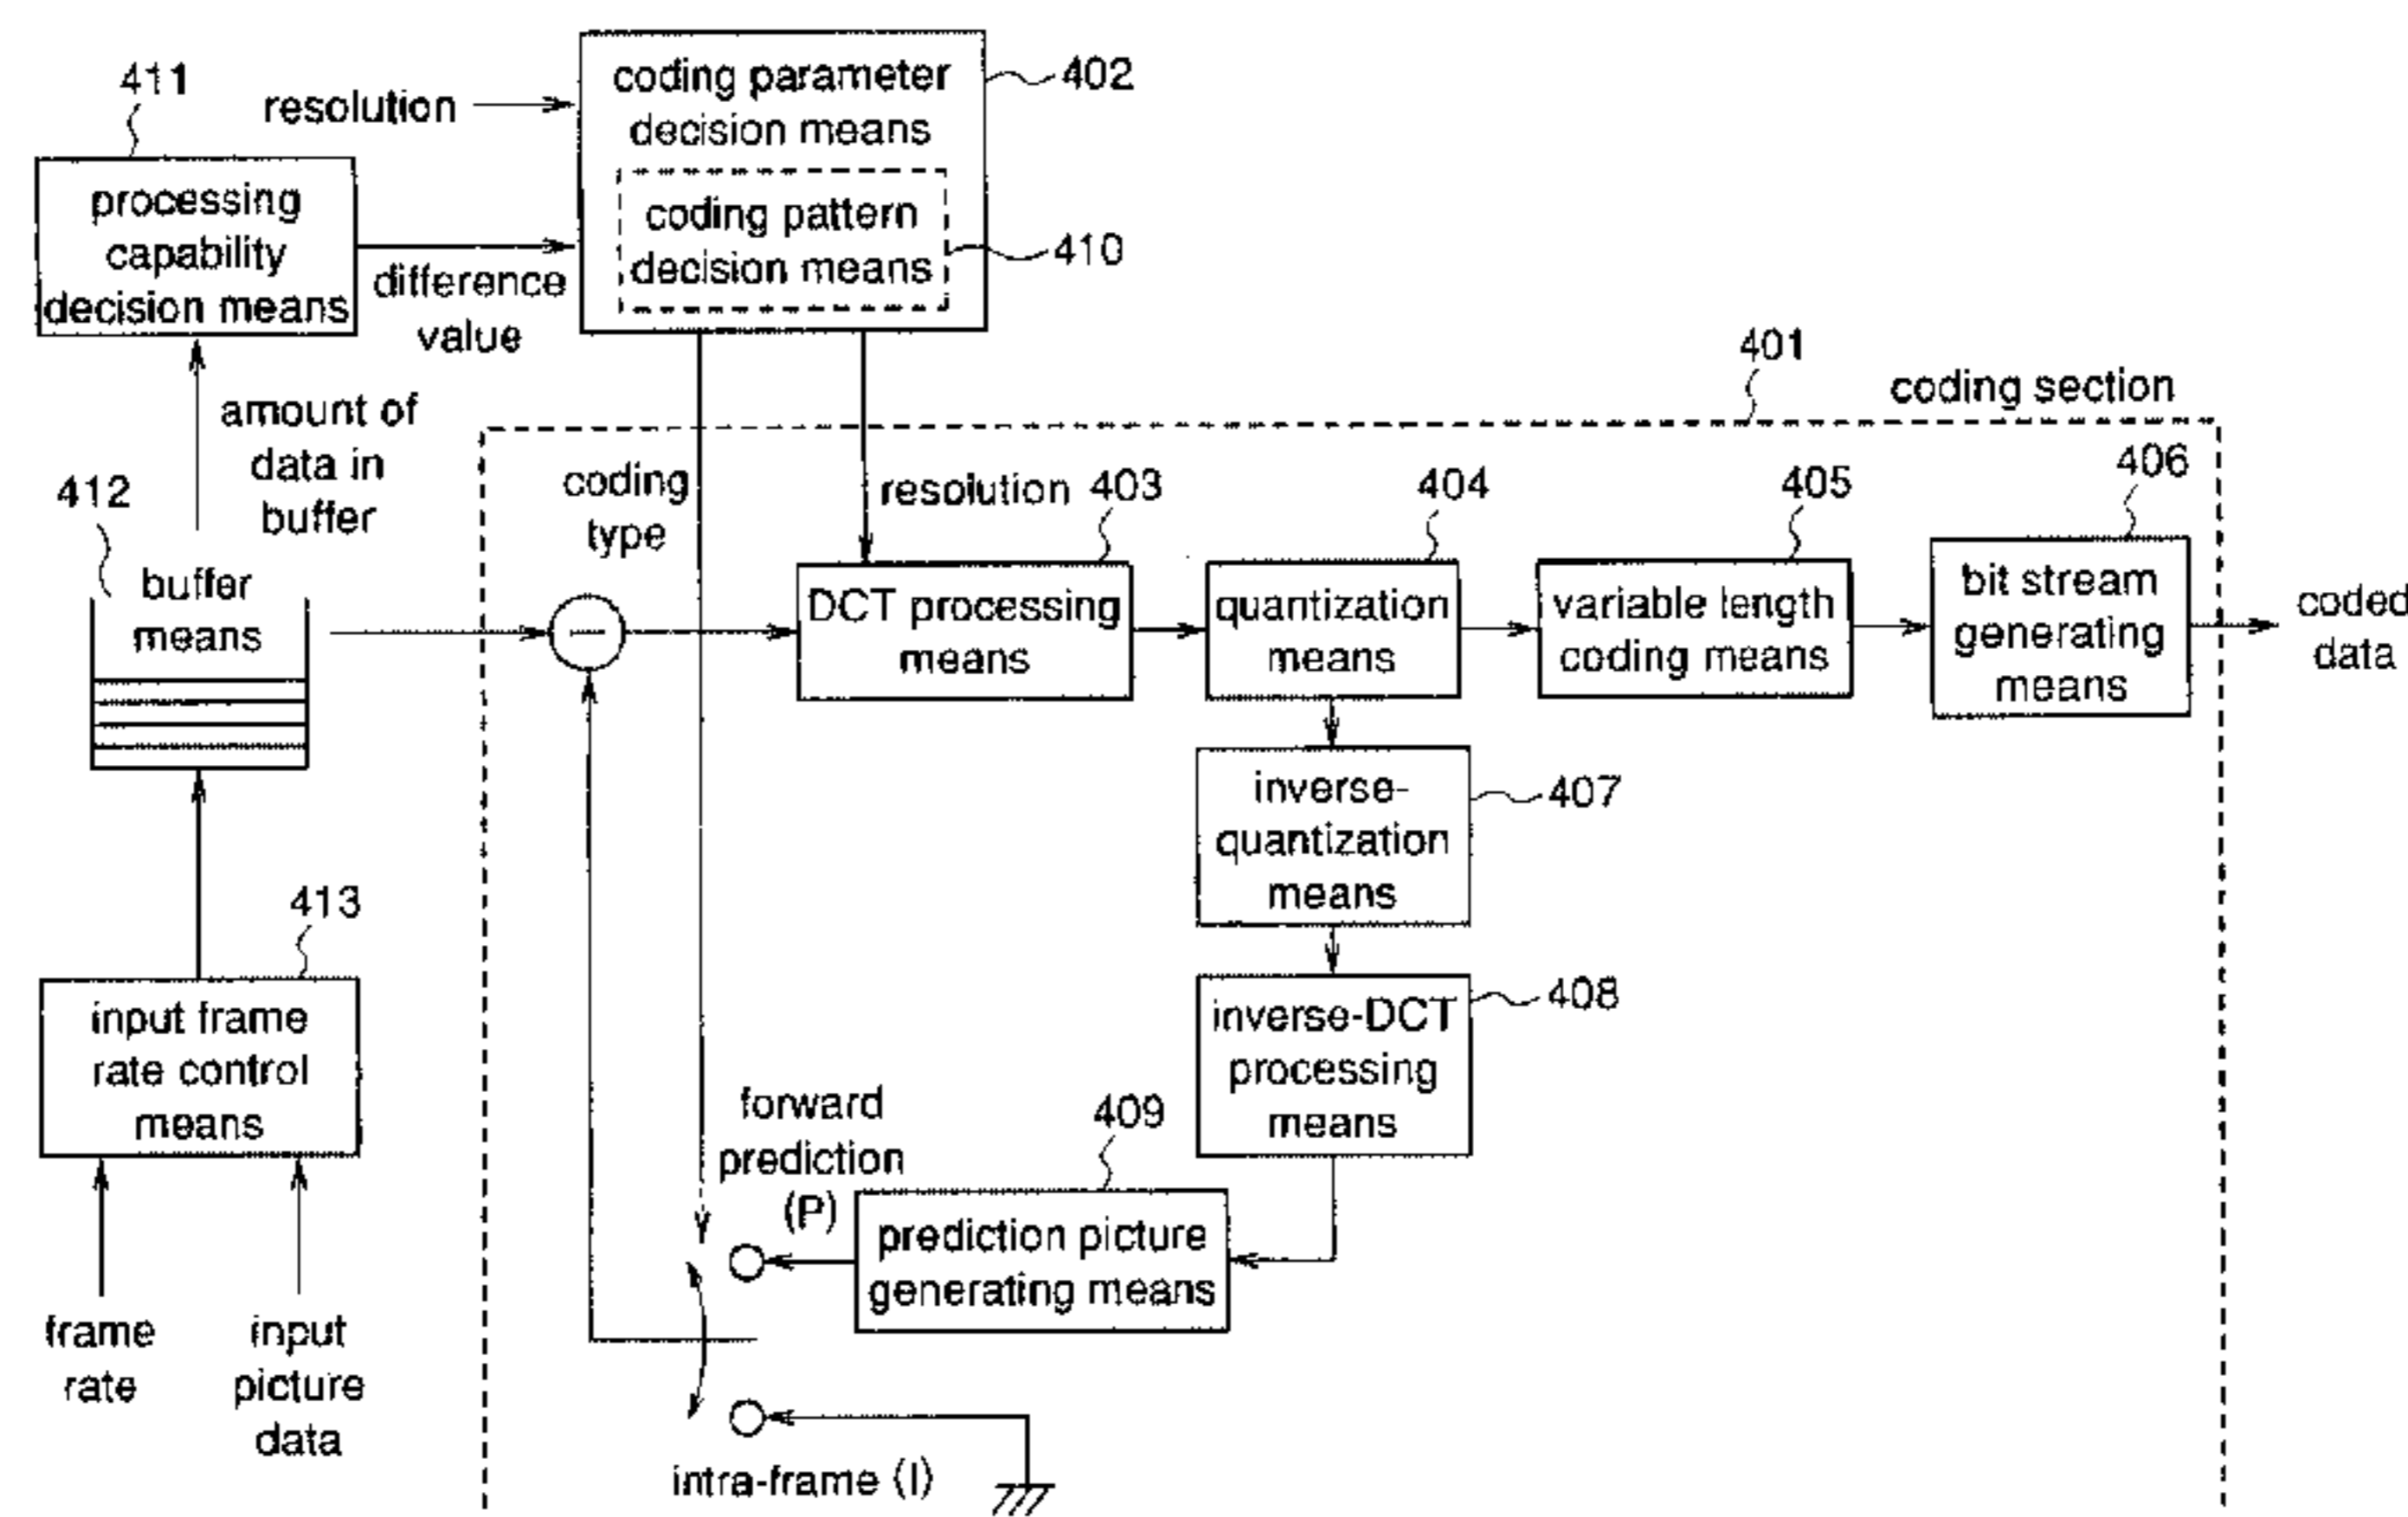 411
resolution
coding parameter
decision means
402
processing
capability
decision means
coding pattern
decision means
410
difference
value
401
coding section
amount of
data in
buffer
412
coding
type
resolution
403
404
405
406
buffer
means
DCT processing
means
quantization
means
variable length
coding means
bit stream
generating
means
coded
data
inverse-
quantization
means
407
413
input frame
rate control
means
inverse-DCT
processing
means
408
forward
prediction
(P)
409
prediction picture
generating means
frame
rate
input
picture
data
intra-frame (I)